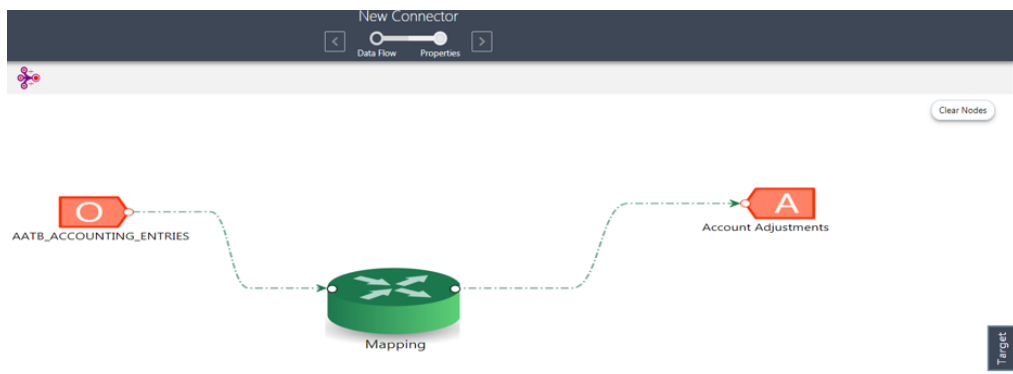 New Connector
Data Flow
Properties
Clear Nodes
O
AATB_ACCOUNTING_ENTRIES
A
Account Adjustments
Mapping
Target